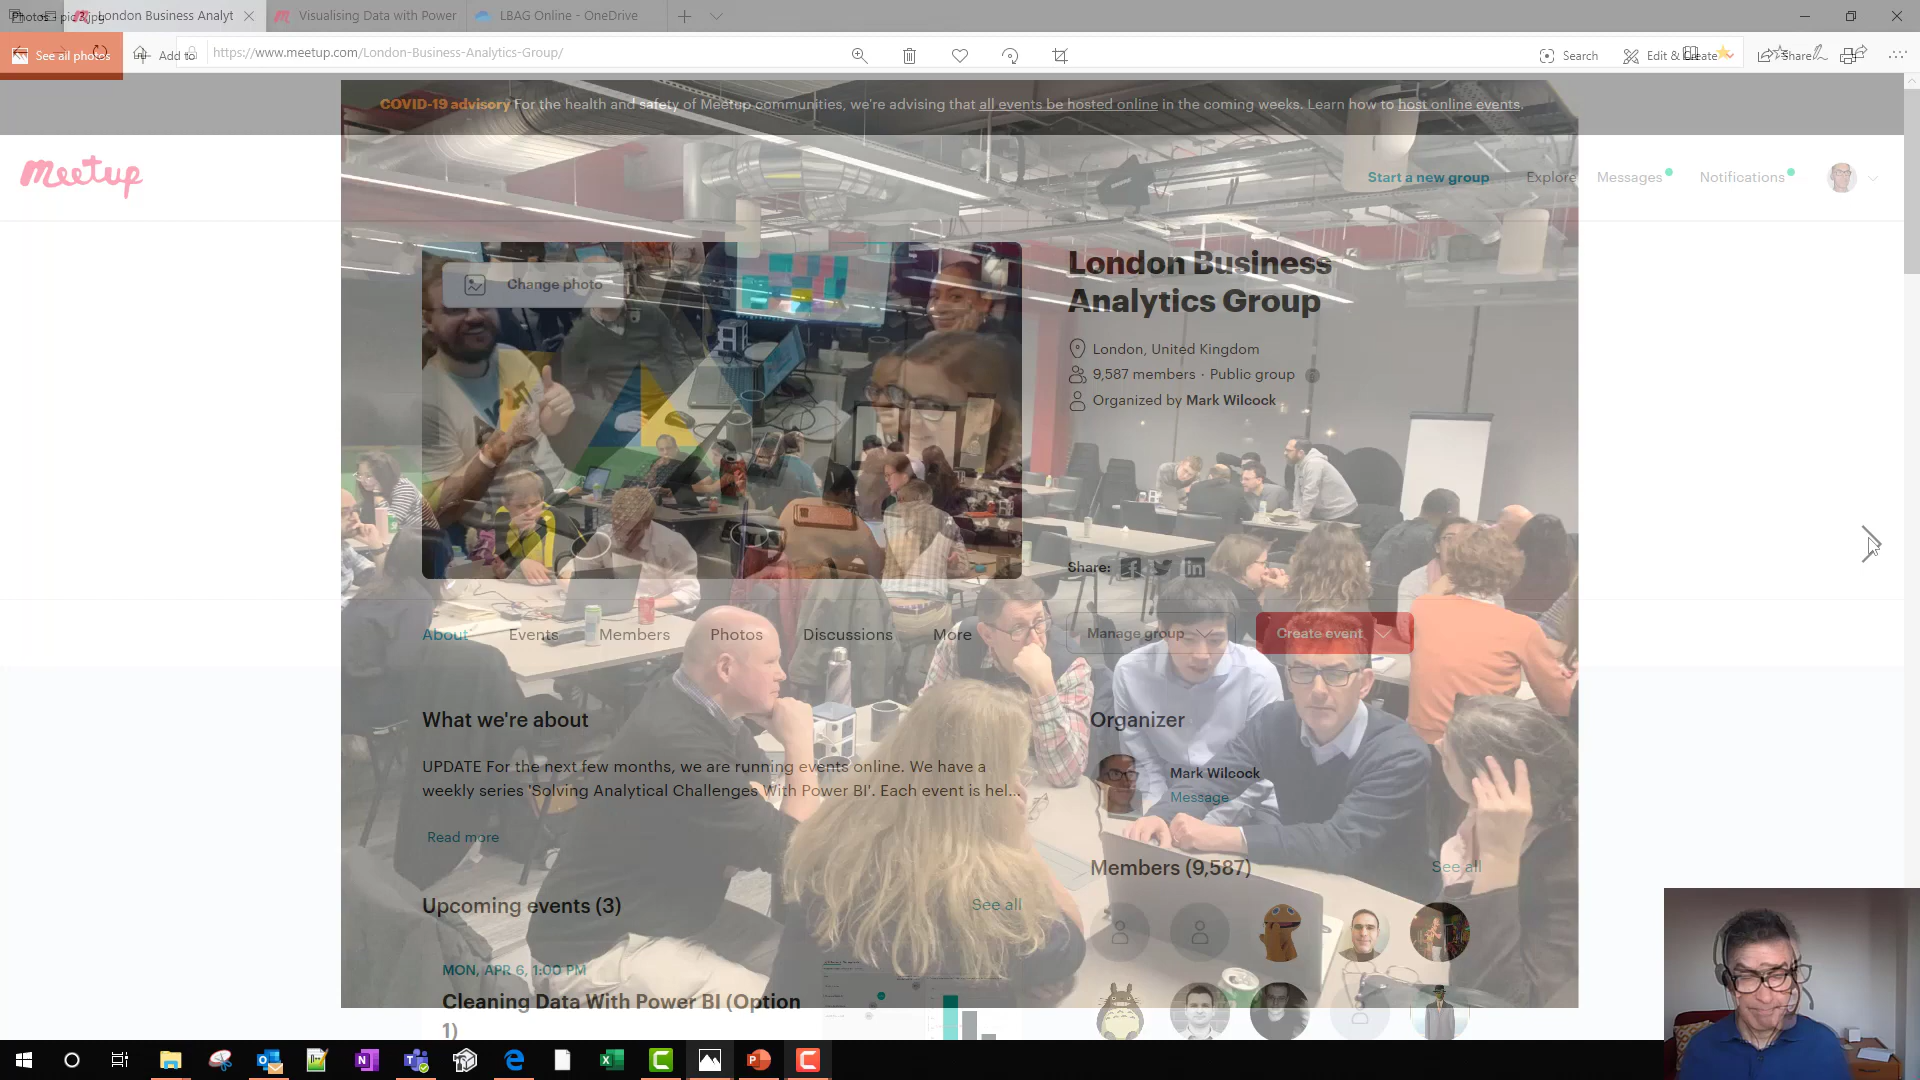 Photos - pic 3.jpg
London Business Analyt
Visualising Data with Power
LBAG Online - OneDrive
See all photos
Add to
https://www.meetup.com/London-Business-Analytics-Group/
Search
Edit & Create
Share
COVID-19 advisory For the health and safety of Meetup communities, we're advising that all events be hosted online in the coming weeks. Learn how to host online events.
meetup
Start a new group
Explore
Messages
Notifications
Change photo
London Business
Analytics Group
London, United Kingdom
9,587 members · Public group
Organized by Mark Wilcock
Share:
About
Events
Members
Photos
Discussions
More
Manage group
Create event
What we're about
UPDATE For the next few months, we are running events online. We have a
weekly series 'Solving Analytical Challenges With Power BI'. Each event is hel...
Read more
Organizer
Mark Wilcock
Message
Members (9,587)
See all
Upcoming events (3)
See all
MON, APR 6, 1:00 PM
Cleaning Data With Power BI (Option
1)